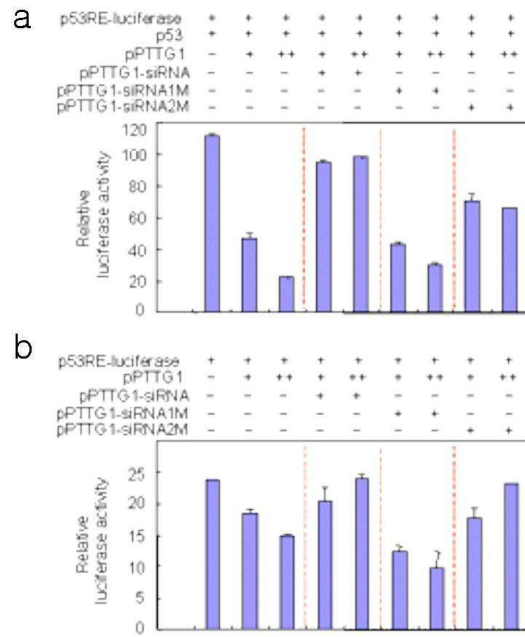 a
p53RE-luciferase + + + + + + + + +
p53 + + + + + + + + +
pPTTG1 – + ++ + ++ + ++ + ++
pPTTG1-siRNA – – – + + – – – –
pPTTG1-siRNA1M – – – – – + + – –
pPTTG1-siRNA2M – – – – – – – + +
Relative
luciferase activity
120
100
80
60
40
20
0
b
p53RE-luciferase + + + + + + + + +
pPTTG1 – + ++ + ++ + ++ + ++
pPTTG1-siRNA – – – + + – – – –
pPTTG1-siRNA1M – – – – – + + – –
pPTTG1-siRNA2M – – – – – – – + +
Relative
luciferase activity
25
20
15
10
5
0